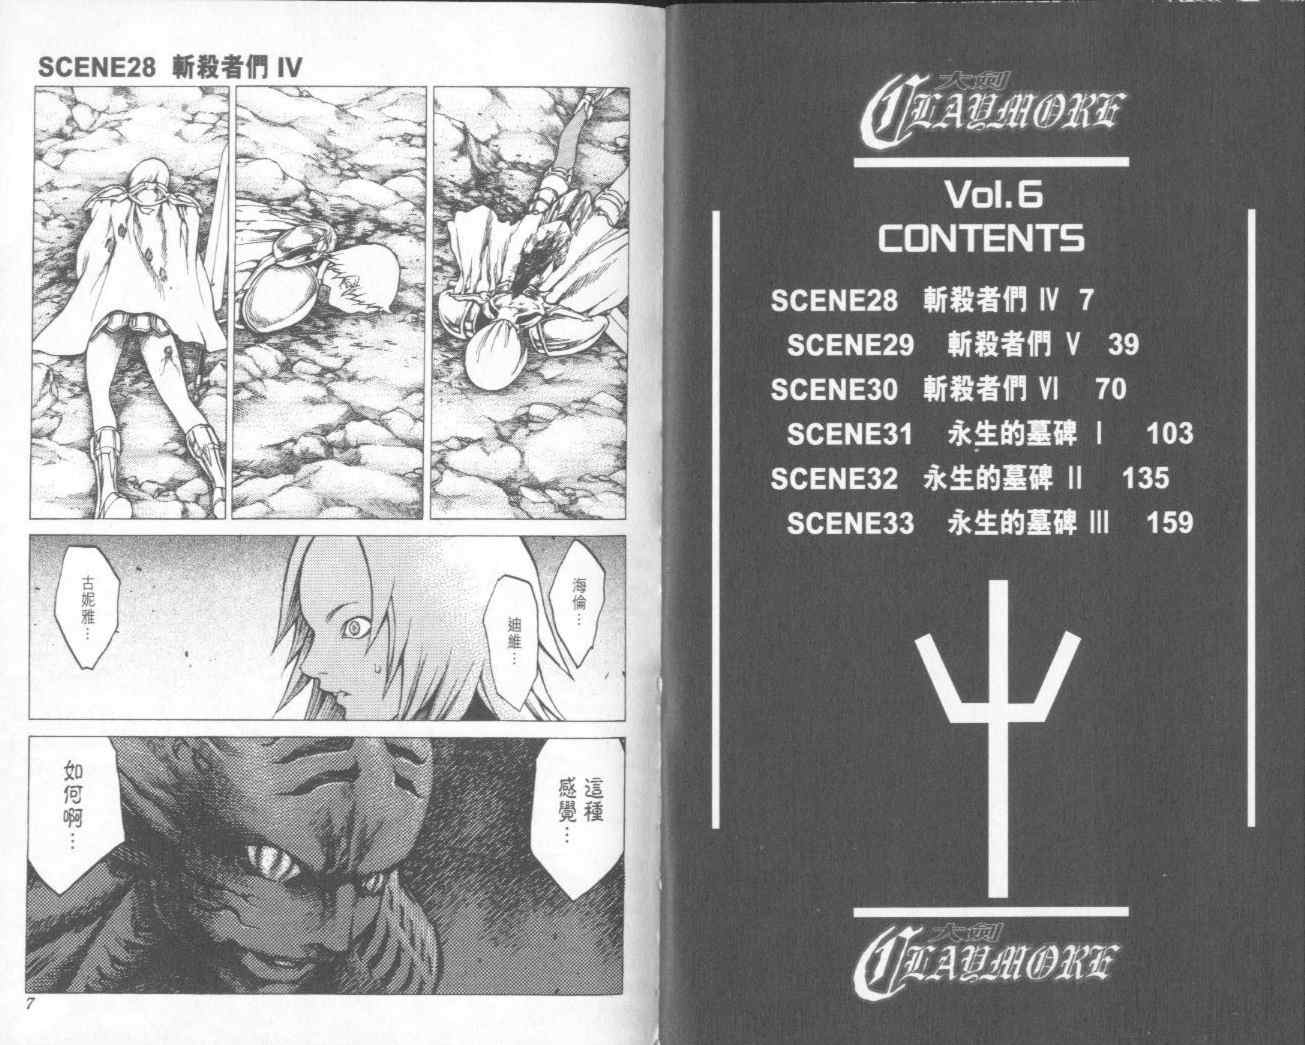 大劍
CLAYMORE
Vol.6
CONTENTS
SCENE28 斬殺者們 IV 7
SCENE29 斬殺者們 V 39
SCENE30 斬殺者們 VI 70
SCENE31 永生的墓碑 I 103
SCENE32 永生的墓碑 II 135
SCENE33 永生的墓碑 III 159
大劍
CLAYMORE
SCENE28 斬殺者們 IV
海倫…
迪維…
古妮雅…
這種
感覺…
如何啊…
7